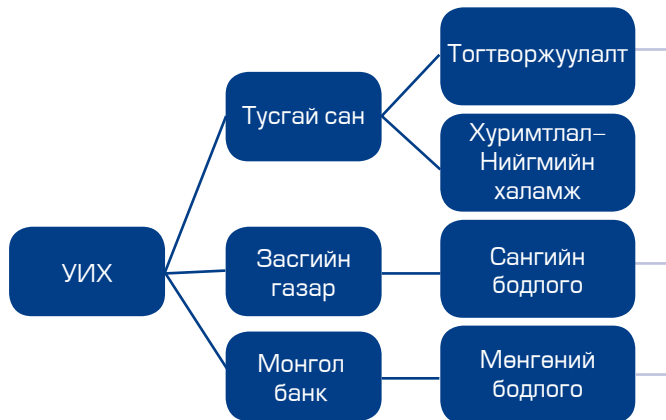 Тогтворжуулалт
Тусгай сан
Хуримтлал–
Нийгмийн
халамж
УИХ
Засгийн
газар
Сангийн
бодлого
Монгол
банк
Мөнгөний
бодлого